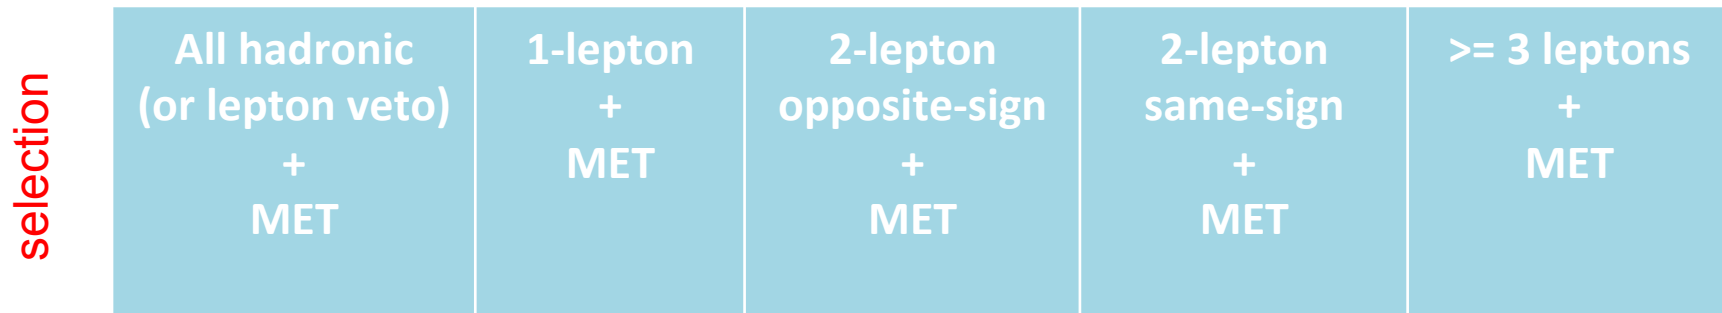 selection
All hadronic
(or lepton veto)
+
MET
1-lepton
+
MET
2-lepton
opposite-sign
+
MET
2-lepton
same-sign
+
MET
>= 3 leptons
+
MET